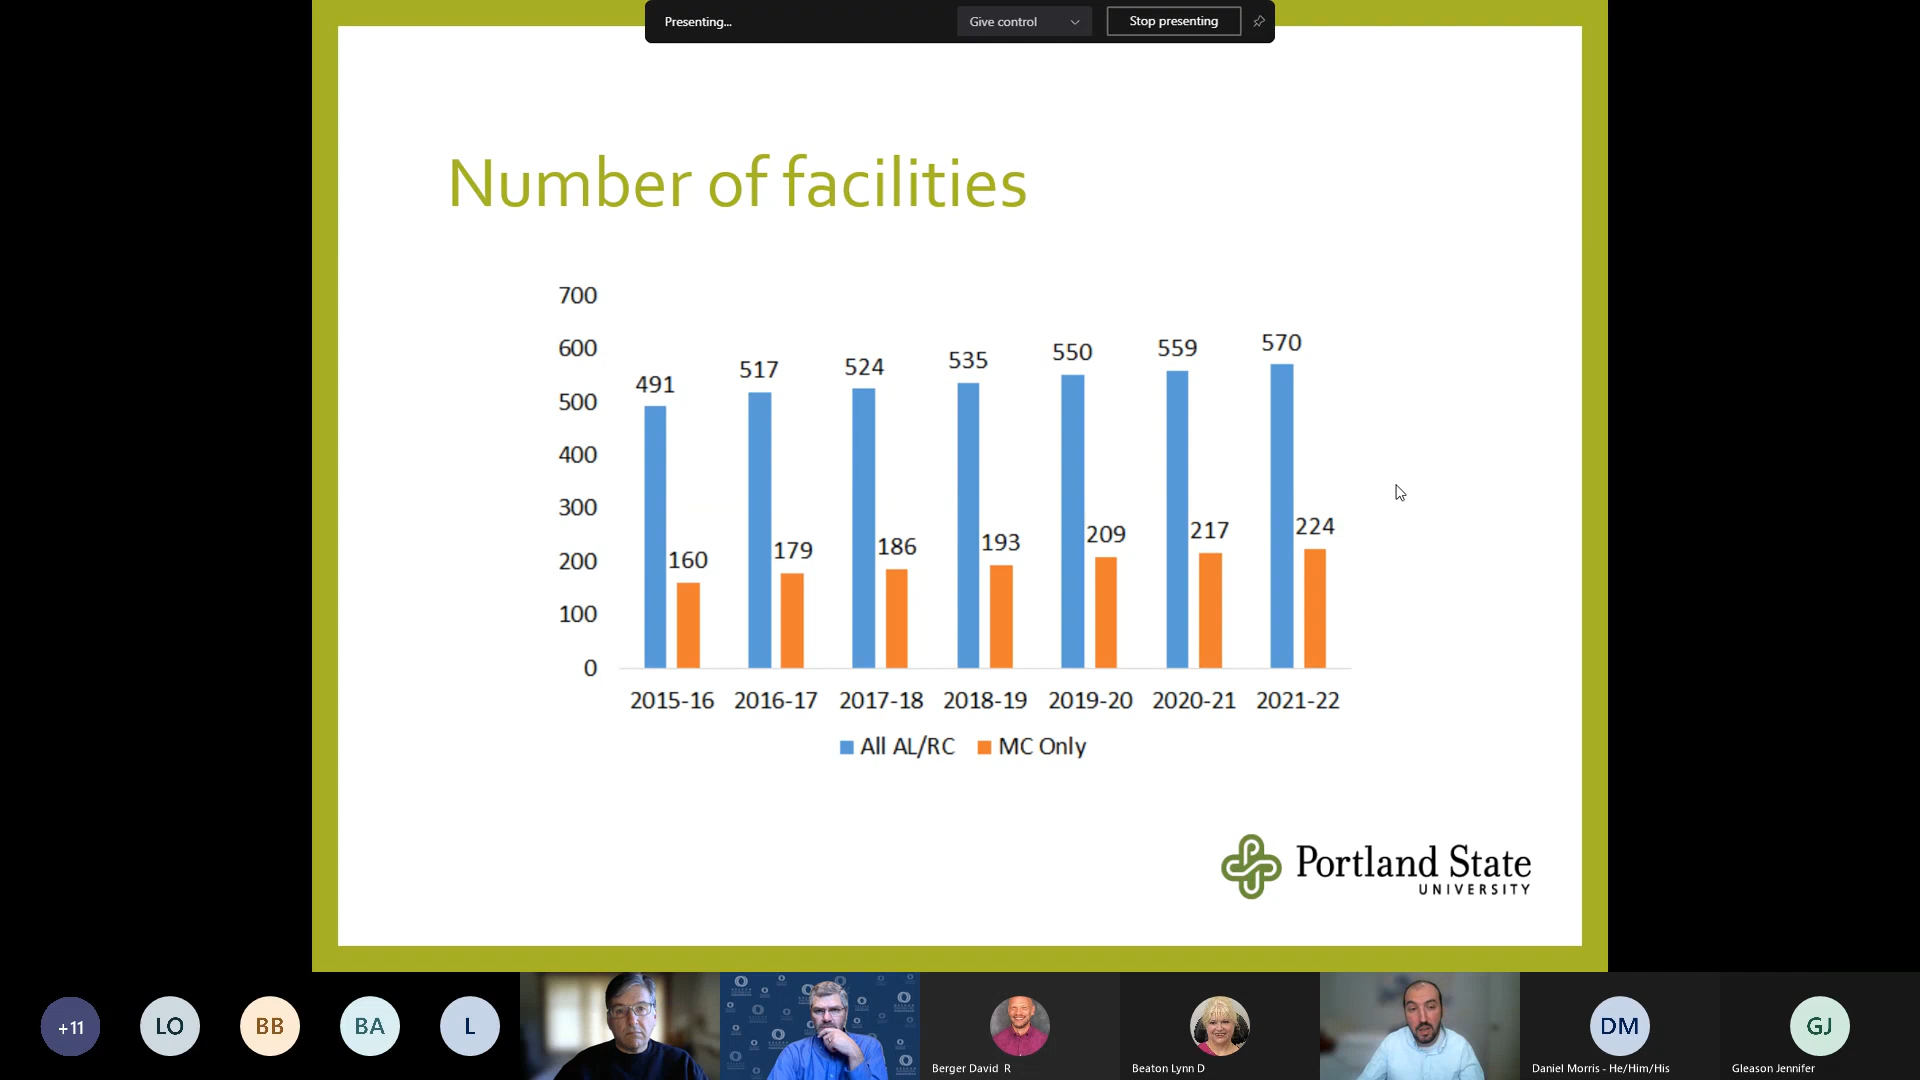 Presenting...
Give control
Stop presenting
Number of facilities
700
600
500
400
300
200
100
0
491
517
524
535
550
559
570
160
179
186
193
209
217
224
2015-16 2016-17 2017-18 2018-19 2019-20 2020-21 2021-22
All AL/RC MC Only
Portland State
UNIVERSITY
+11
LO
BB
BA
L
Berger David R
Beaton Lynn D
DM
Daniel Morris - He/Him/His
GJ
Gleason Jennifer